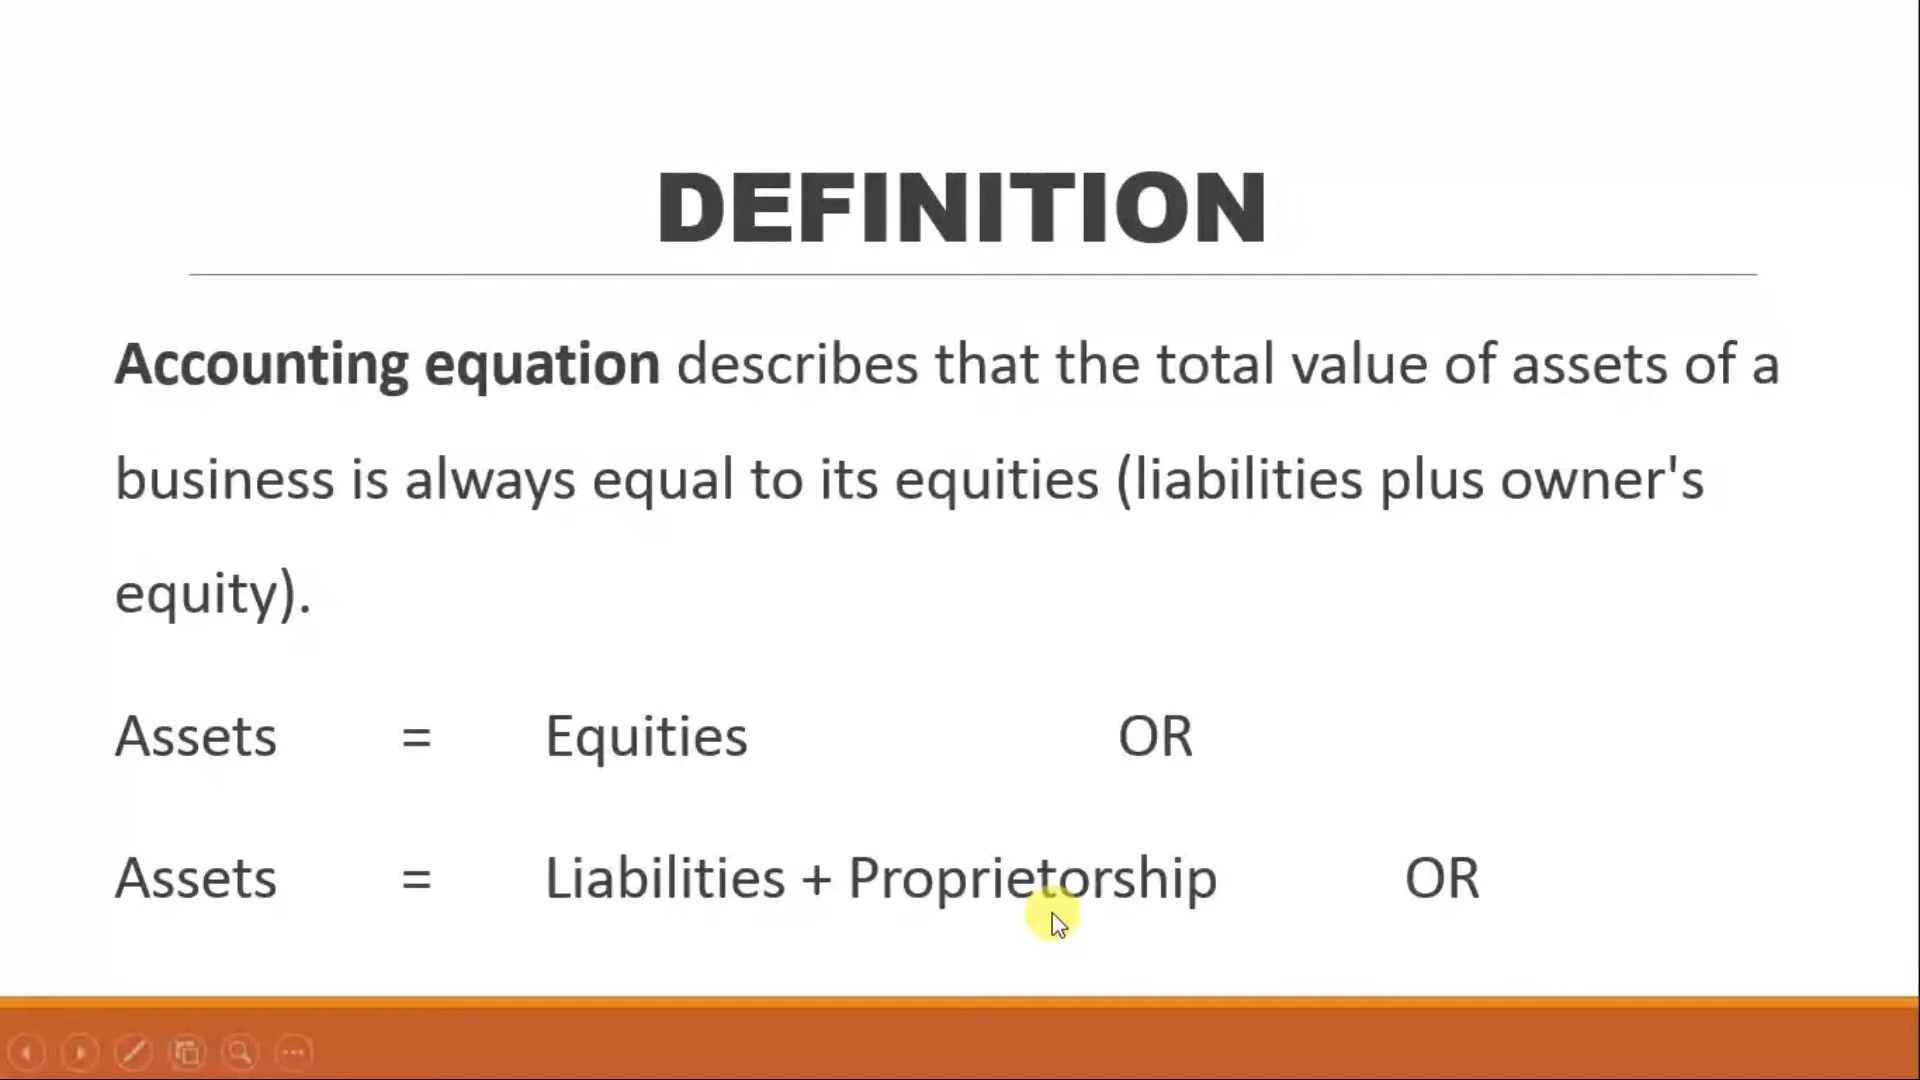 DEFINITION
Accounting equation describes that the total value of assets of a
business is always equal to its equities (liabilities plus owner's
equity).
Assets = Equities OR
Assets = Liabilities + Proprietorship OR